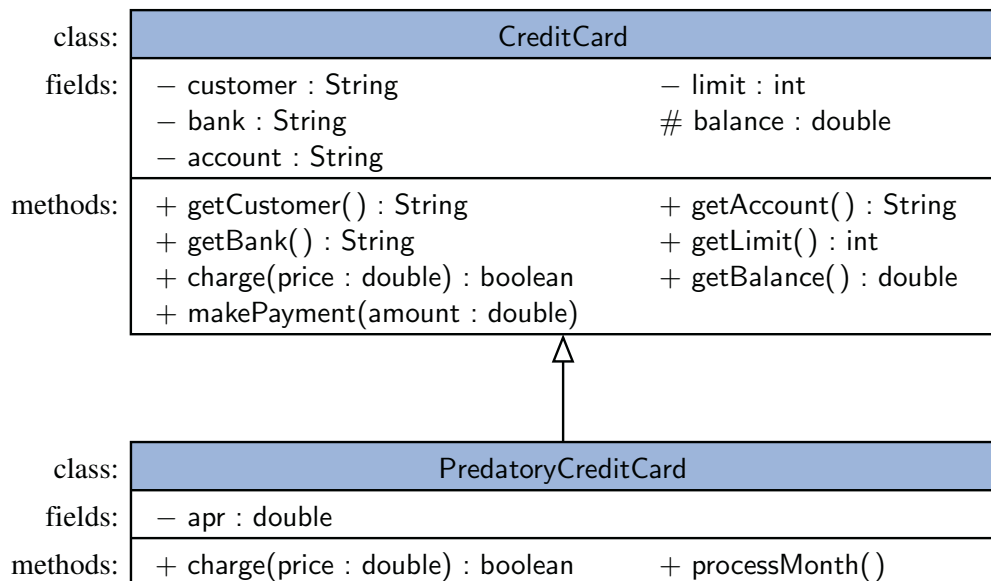 class: CreditCard
fields: − customer : String − limit : int
− bank : String # balance : double
− account : String
methods: + getCustomer( ) : String + getAccount( ) : String
+ getBank( ) : String + getLimit( ) : int
+ charge(price : double) : boolean + getBalance( ) : double
+ makePayment(amount : double)
class: PredatoryCreditCard
fields: − apr : double
methods: + charge(price : double) : boolean + processMonth( )